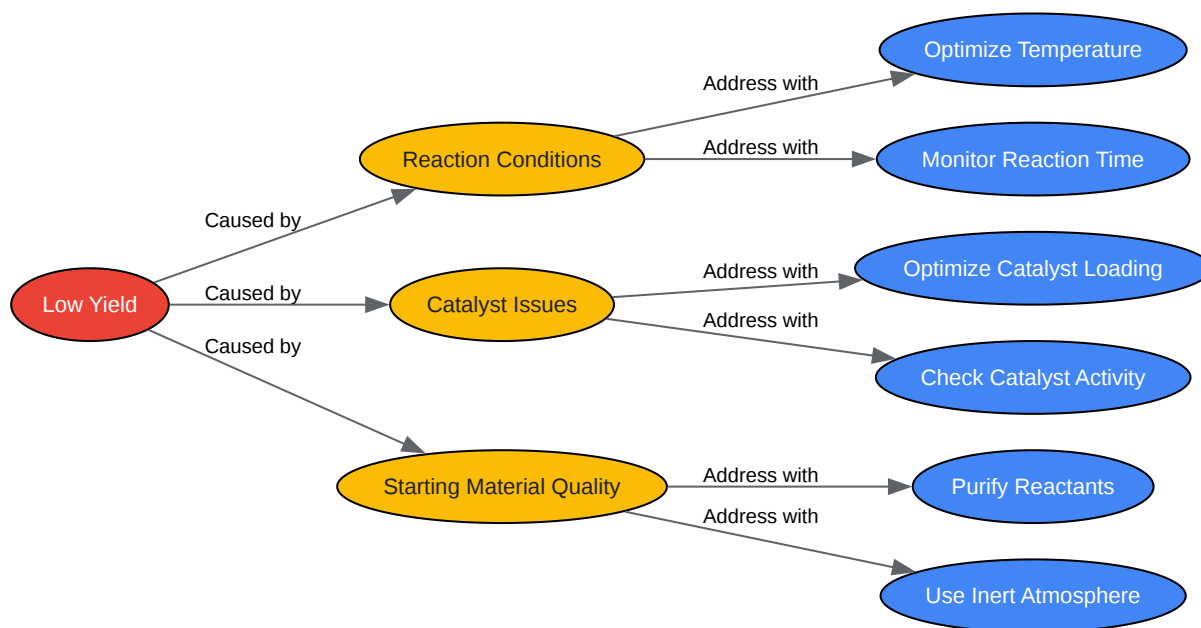 Optimize Temperature
Address with
Reaction Conditions
Address with
Monitor Reaction Time
Caused by
Low Yield
Caused by
Catalyst Issues
Address with
Optimize Catalyst Loading
Address with
Check Catalyst Activity
Caused by
Starting Material Quality
Address with
Purify Reactants
Address with
Use Inert Atmosphere